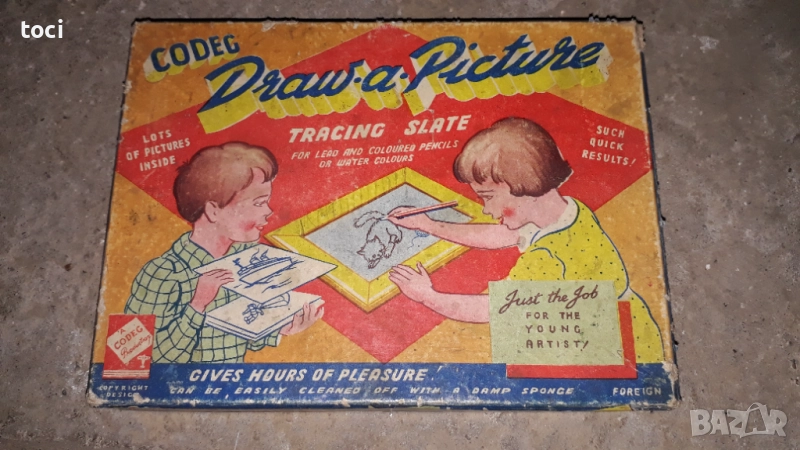 toci
CODEG
Draw-a-Picture
TRACING SLATE
FOR LEAD AND COLOURED PENCILS
OR WATER COLOURS
LOTS
OF PICTURES
INSIDE
SUCH
QUICK
RESULTS!
Just the Job
FOR THE
YOUNG
ARTIST!
A
CODEG
Production
COPYRIGHT
DESIGN
GIVES HOURS OF PLEASURE!
CAN BE EASILY CLEANED OFF WITH A DAMP SPONGE
FOREIGN
BAZAR